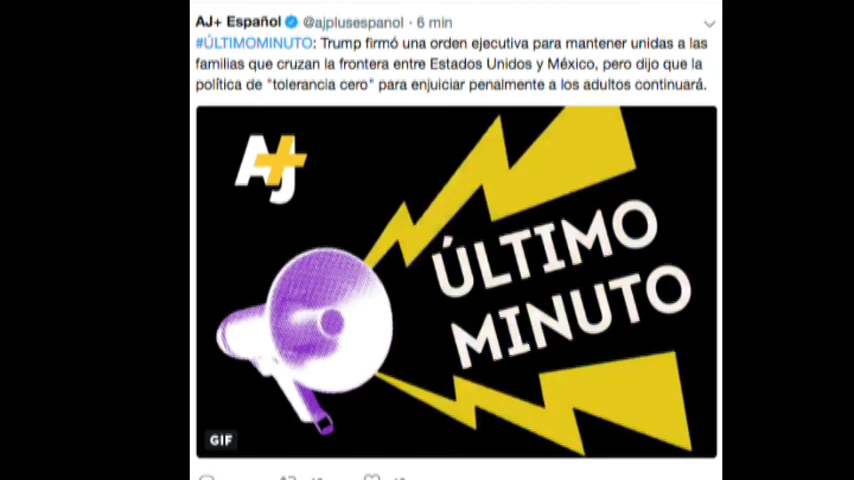 AJ+ Español @ajplusespanol · 6 min
#ÚLTIMOMINUTO: Trump firmó una orden ejecutiva para mantener unidas a las
familias que cruzan la frontera entre Estados Unidos y México, pero dijo que la
política de "tolerancia cero" para enjuiciar penalmente a los adultos continuará.
AJ+
ÚLTIMO
MINUTO
GIF